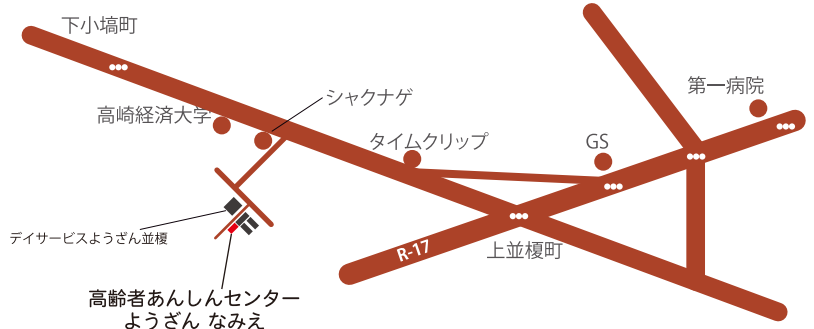 下小塙町
シャクナゲ
第一病院
高崎経済大学
タイムクリップ
GS
デイサービスようざん並榎
R-17
上並榎町
高齢者あんしんセンター
ようざん なみえ